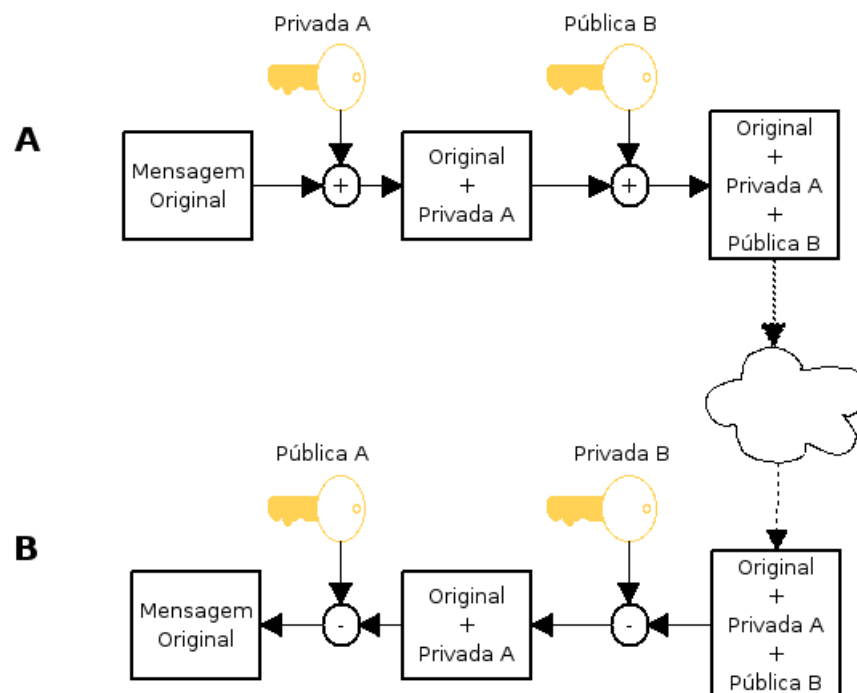 Privada A
Pública B
A
Mensagem
Original
+
Original
+
Privada A
+
Original
+
Privada A
+
Pública B
Pública A
Privada B
B
Mensagem
Original
-
Original
+
Privada A
-
Original
+
Privada A
+
Pública B